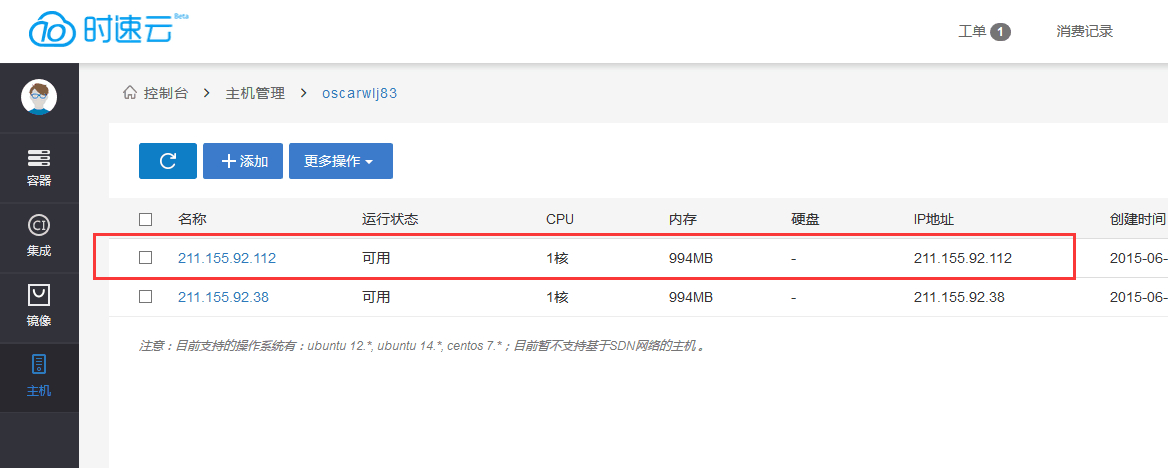 时速云 Beta
工单 1 消费记录
控制台 > 主机管理 > oscarwlj83
添加 更多操作
容器
CI
集成
镜像
主机
名称 运行状态 CPU 内存 硬盘 IP地址 创建时间
211.155.92.112 可用 1核 994MB - 211.155.92.112 2015-06-
211.155.92.38 可用 1核 994MB - 211.155.92.38 2015-06-
注意：目前支持的操作系统有：ubuntu 12.*, ubuntu 14.*, centos 7.*；目前暂不支持基于SDN网络的主机。